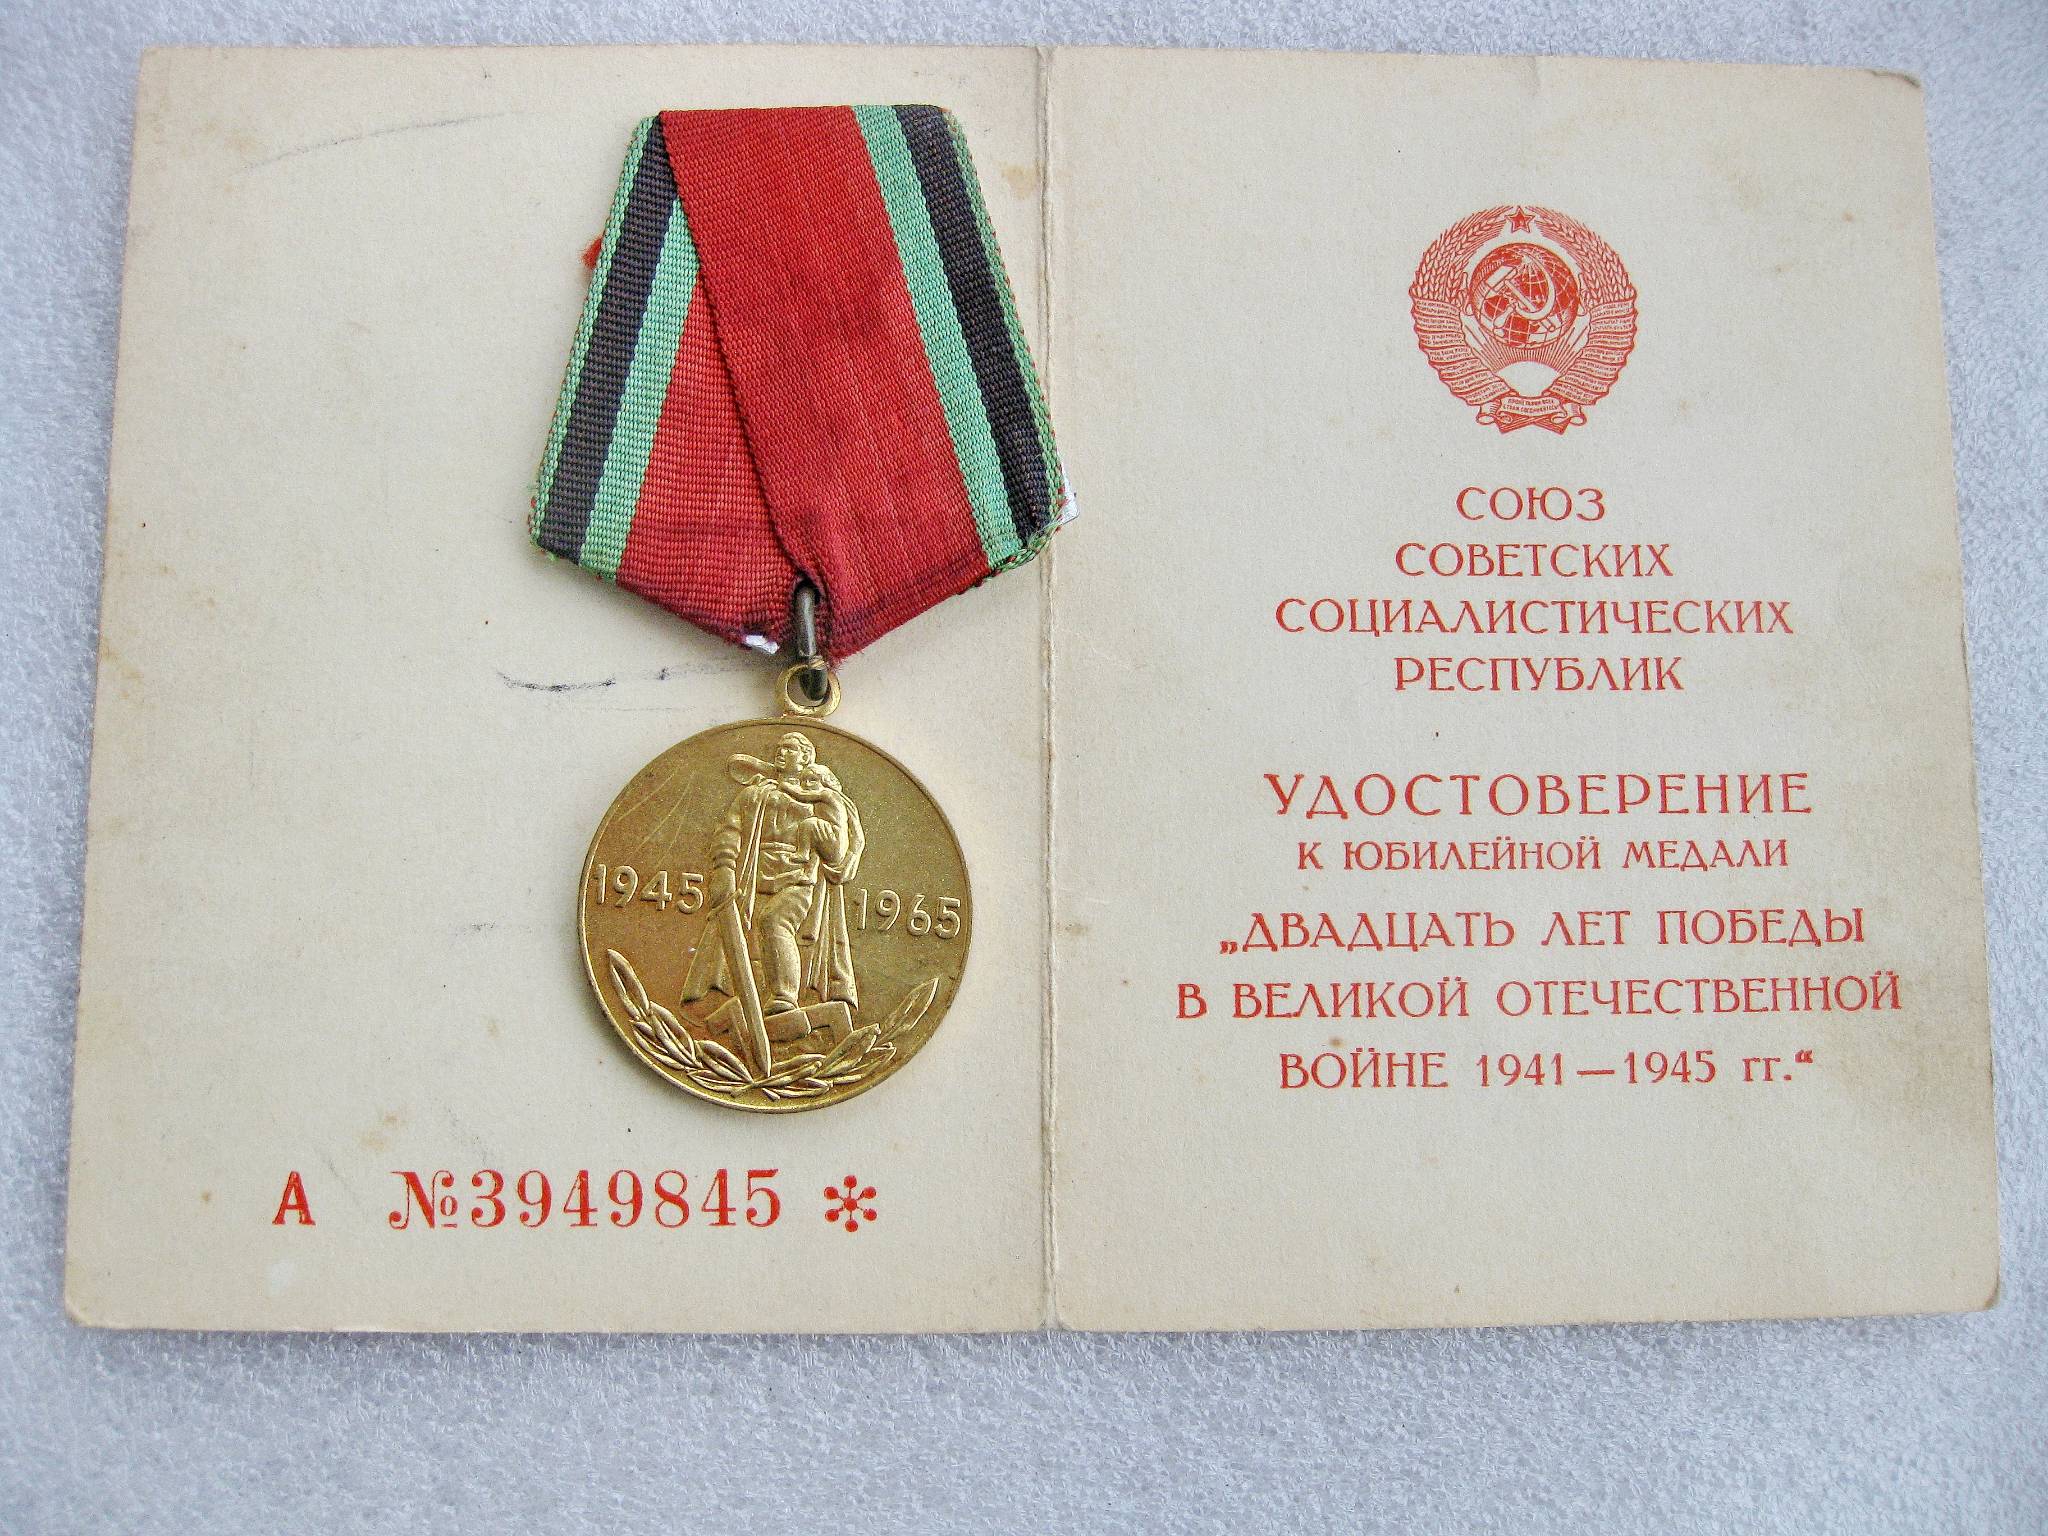 1945 1965
А №3949845
СОЮЗ
СОВЕТСКИХ
СОЦИАЛИСТИЧЕСКИХ
РЕСПУБЛИК
УДОСТОВЕРЕНИЕ
К ЮБИЛЕЙНОЙ МЕДАЛИ
„ДВАДЦАТЬ ЛЕТ ПОБЕДЫ
В ВЕЛИКОЙ ОТЕЧЕСТВЕННОЙ
ВОЙНЕ 1941—1945 гг.“